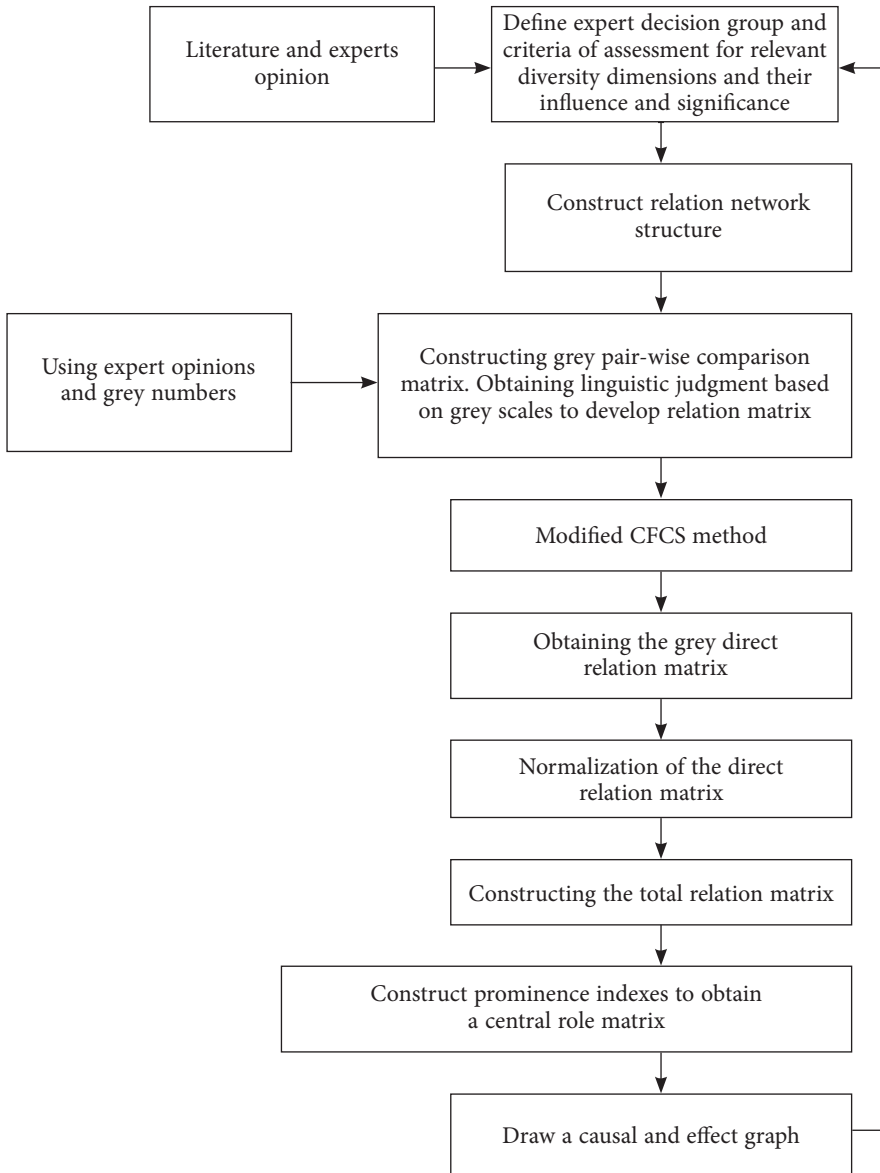 Literature and experts
opinion
Define expert decision group and
criteria of assessment for relevant
diversity dimensions and their
influence and significance
Construct relation network
structure
Using expert opinions
and grey numbers
Constructing grey pair-wise comparison
matrix. Obtaining linguistic judgment based
on grey scales to develop relation matrix
Modified CFCS method
Obtaining the grey direct
relation matrix
Normalization of the direct
relation matrix
Constructing the total relation matrix
Construct prominence indexes to obtain
a central role matrix
Draw a causal and effect graph